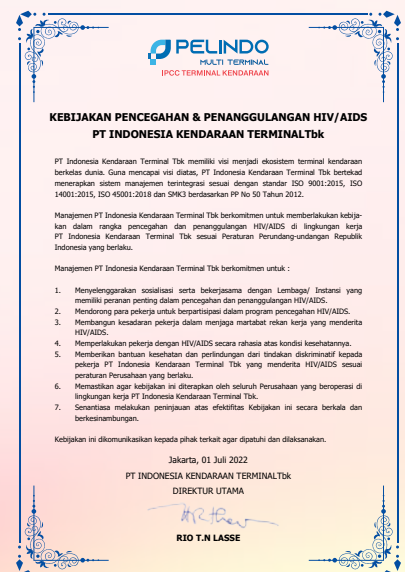 PELINDO
MULTI TERMINAL
IPCC TERMINAL KENDARAAN
KEBIJAKAN PENCEGAHAN & PENANGGULANGAN HIV/AIDS
PT INDONESIA KENDARAAN TERMINALTbk
PT Indonesia Kendaraan Terminal Tbk memiliki visi menjadi ekosistem terminal kendaraan
berkelas dunia. Guna mencapai visi diatas, PT Indonesia Kendaraan Terminal Tbk bertekad
menerapkan sistem manajemen terintegrasi sesuai dengan standar ISO 9001:2015, ISO
14001:2015, ISO 45001:2018 dan SMK3 berdasarkan PP No 50 Tahun 2012.
Manajemen PT Indonesia Kendaraan Terminal Tbk berkomitmen untuk memberlakukan kebija-
kan dalam rangka pencegahan dan penanggulangan HIV/AIDS di lingkungan kerja
PT Indonesia Kendaraan Terminal Tbk sesuai Peraturan Perundang-undangan Republik
Indonesia yang berlaku.
Manajemen PT Indonesia Kendaraan Terminal Tbk berkomitmen untuk :
1. Menyelenggarakan sosialisasi serta bekerjasama dengan Lembaga/ Instansi yang
memiliki peranan penting dalam pencegahan dan penanggulangan HIV/AIDS.
2. Mendorong para pekerja untuk berpartisipasi dalam program pencegahan HIV/AIDS.
3. Membangun kesadaran pekerja dalam menjaga martabat rekan kerja yang menderita
HIV/AIDS.
4. Memperlakukan pekerja dengan HIV/AIDS secara rahasia atas kondisi kesehatannya.
5. Memberikan bantuan kesehatan dan perlindungan dari tindakan diskriminatif kepada
pekerja PT Indonesia Kendaraan Terminal Tbk yang menderita HIV/AIDS sesuai
peraturan Perusahaan yang berlaku.
6. Memastikan agar kebijakan ini diterapkan oleh seluruh Perusahaan yang beroperasi di
lingkungan kerja PT Indonesia Kendaraan Terminal Tbk.
7. Senantiasa melakukan peninjauan atas efektifitas Kebijakan ini secara berkala dan
berkesinambungan.
Kebijakan ini dikomunikasikan kepada pihak terkait agar dipatuhi dan dilaksanakan.
Jakarta, 01 Juli 2022
PT INDONESIA KENDARAAN TERMINALTbk
DIREKTUR UTAMA
RIO T.N LASSE